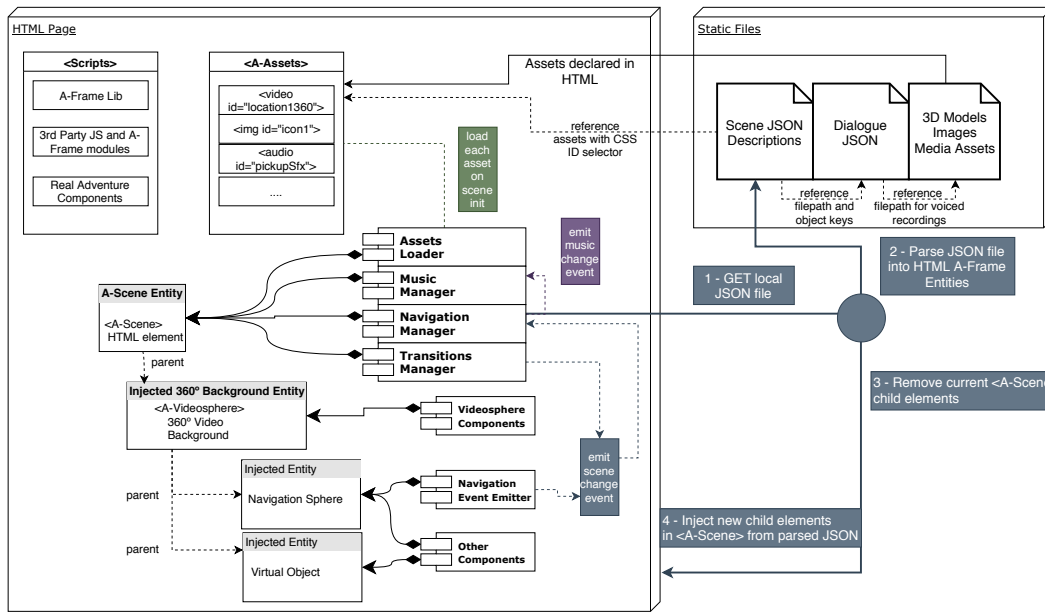 HTML Page
<Scripts>
A-Frame Lib
3rd Party JS and A-
Frame modules
Real Adventure
Components
<A-Assets>
<video
id="location1360">
<img id="icon1">
<audio
id="pickupSfx">
....
load
each
asset
on
scene
init
Assets declared in
HTML
reference
assets with CSS
ID selector
Static Files
Scene JSON
Descriptions
Dialogue
JSON
3D Models
Images
Media Assets
reference
filepath and
object keys
reference
filepath for voiced
recordings
Assets
Loader
Music
Manager
Navigation
Manager
Transitions
Manager
emit
music
change
event
1 - GET local
JSON file
2 - Parse JSON file
into HTML A-Frame
Entities
3 - Remove current <A-Scene
child elements
4 - Inject new child elements
in <A-Scene> from parsed JSON
A-Scene Entity
<A-Scene>
HTML element
parent
Injected 360º Background Entity
<A-Videosphere>
360º Video
Background
Videosphere
Components
parent
Injected Entity
Navigation Sphere
Navigation
Event Emitter
emit
scene
change
event
parent
Injected Entity
Virtual Object
Other
Components